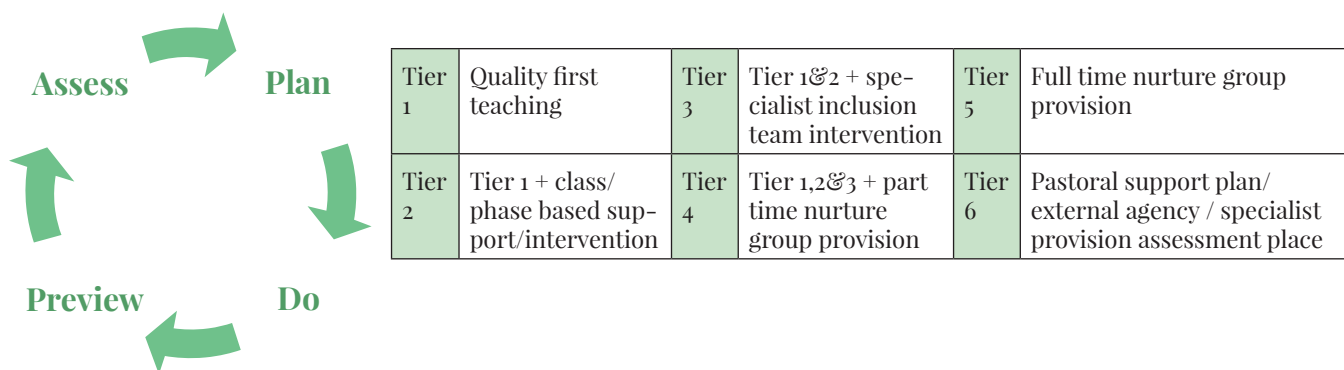 Assess
Plan
Preview
Do
Tier
1
Quality first
teaching
Tier
3
Tier 1&2 + spe-
cialist inclusion
team intervention
Tier
5
Full time nurture group
provision
Tier
2
Tier 1 + class/
phase based sup-
port/intervention
Tier
4
Tier 1,2&3 + part
time nurture
group provision
Tier
6
Pastoral support plan/
external agency / specialist
provision assessment place